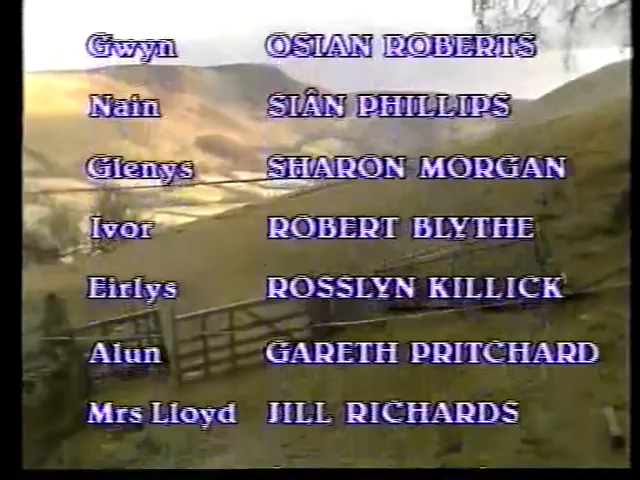 Gwyn OSIAN ROBERTS
Nain SIÂN PHILLIPS
Glenys SHARON MORGAN
Ivor ROBERT BLYTHE
Eirlys ROSSLYN KILLICK
Alun GARETH PRITCHARD
Mrs Lloyd JILL RICHARDS